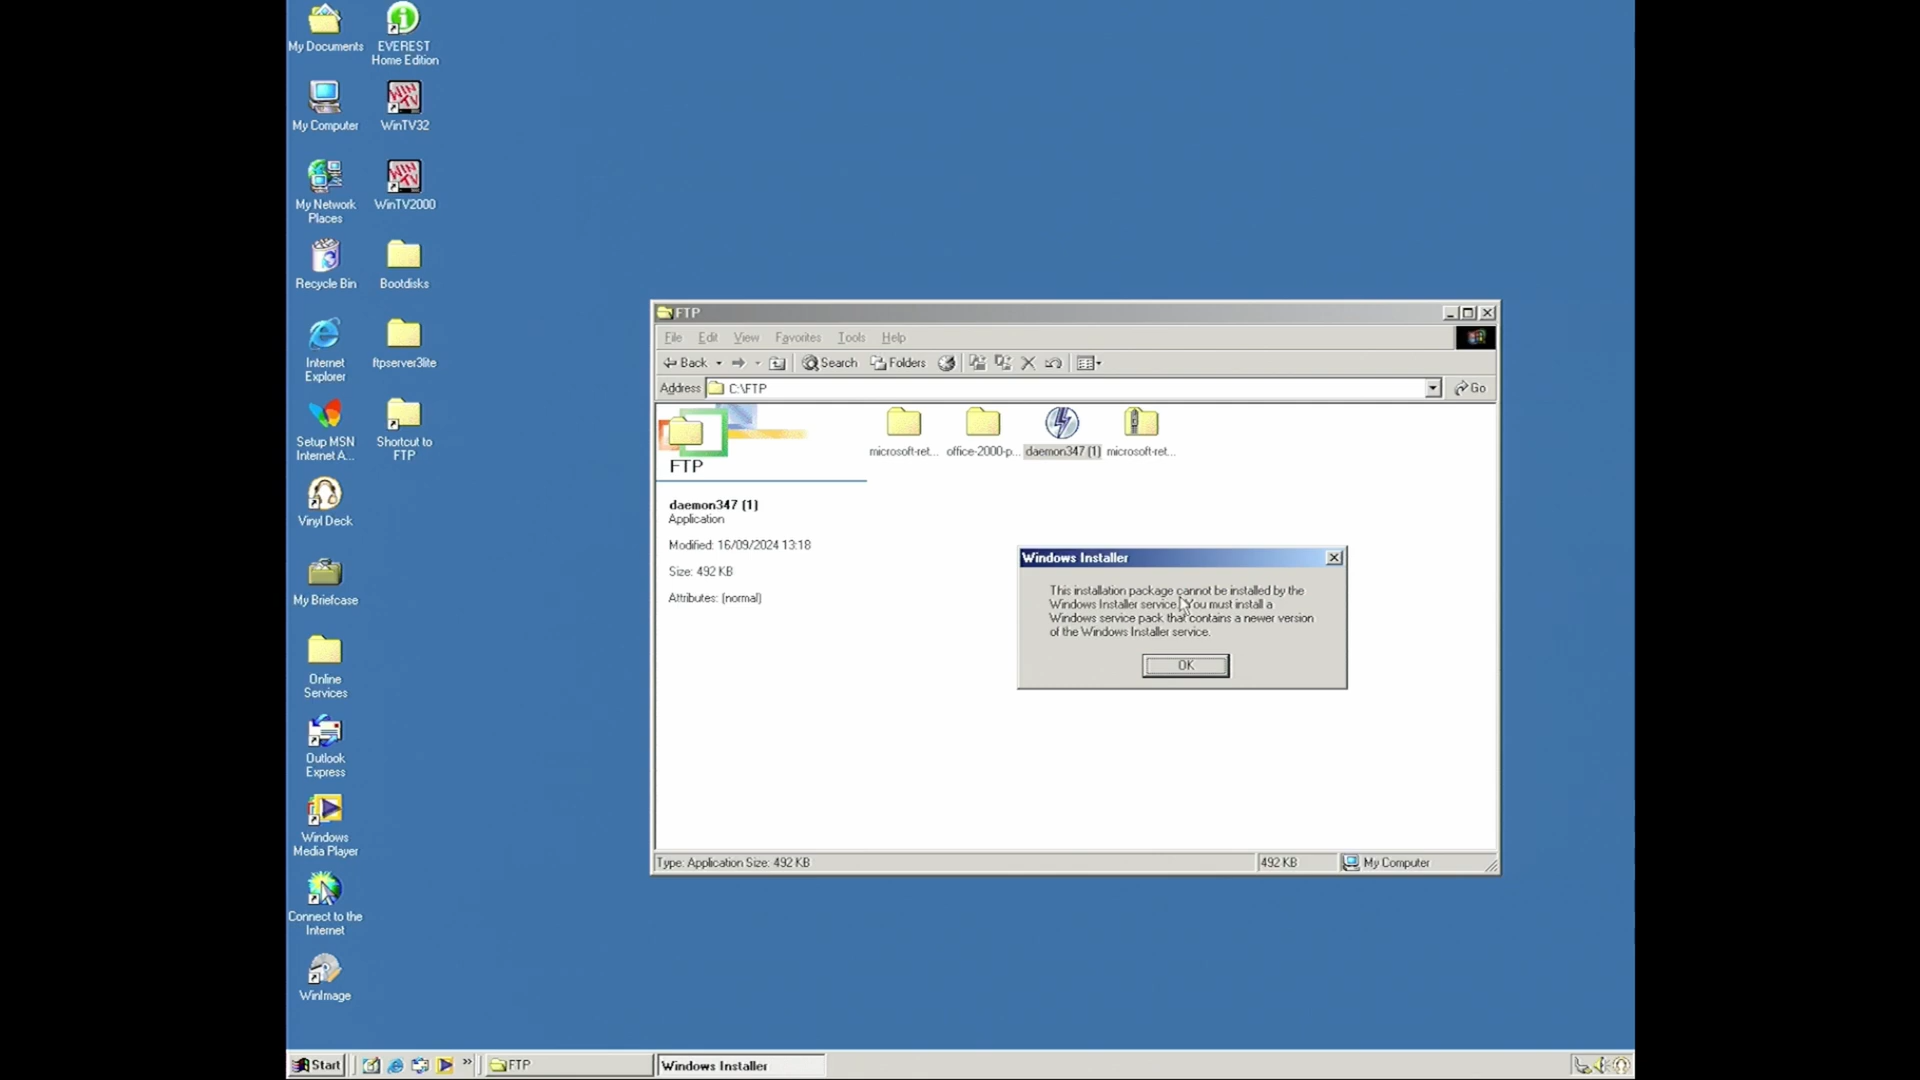 My Documents
EVEREST
Home Edition
My Computer
WinTV32
My Network
Places
WinTV2000
Recycle Bin
Bootdisks
Internet
Explorer
ftpserver3lite
Setup MSN
Internet A...
Shortcut to
FTP
Vinyl Deck
My Briefcase
Online
Services
Outlook
Express
Windows
Media Player
Connect to the
Internet
WinImage
FTP
File Edit View Favorites Tools Help
Back Search Folders
Address C:\FTP Go
microsoft-ret... office-2000-p... daemon347 (1) microsoft-ret...
FTP
daemon347 (1)
Application
Modified: 16/09/2024 13:18
Size: 492 KB
Attributes: (normal)
Windows Installer
This installation package cannot be installed by the
Windows Installer service. You must install a
Windows service pack that contains a newer version
of the Windows Installer service.
OK
Type: Application Size: 492 KB 492 KB My Computer
Start FTP Windows Installer